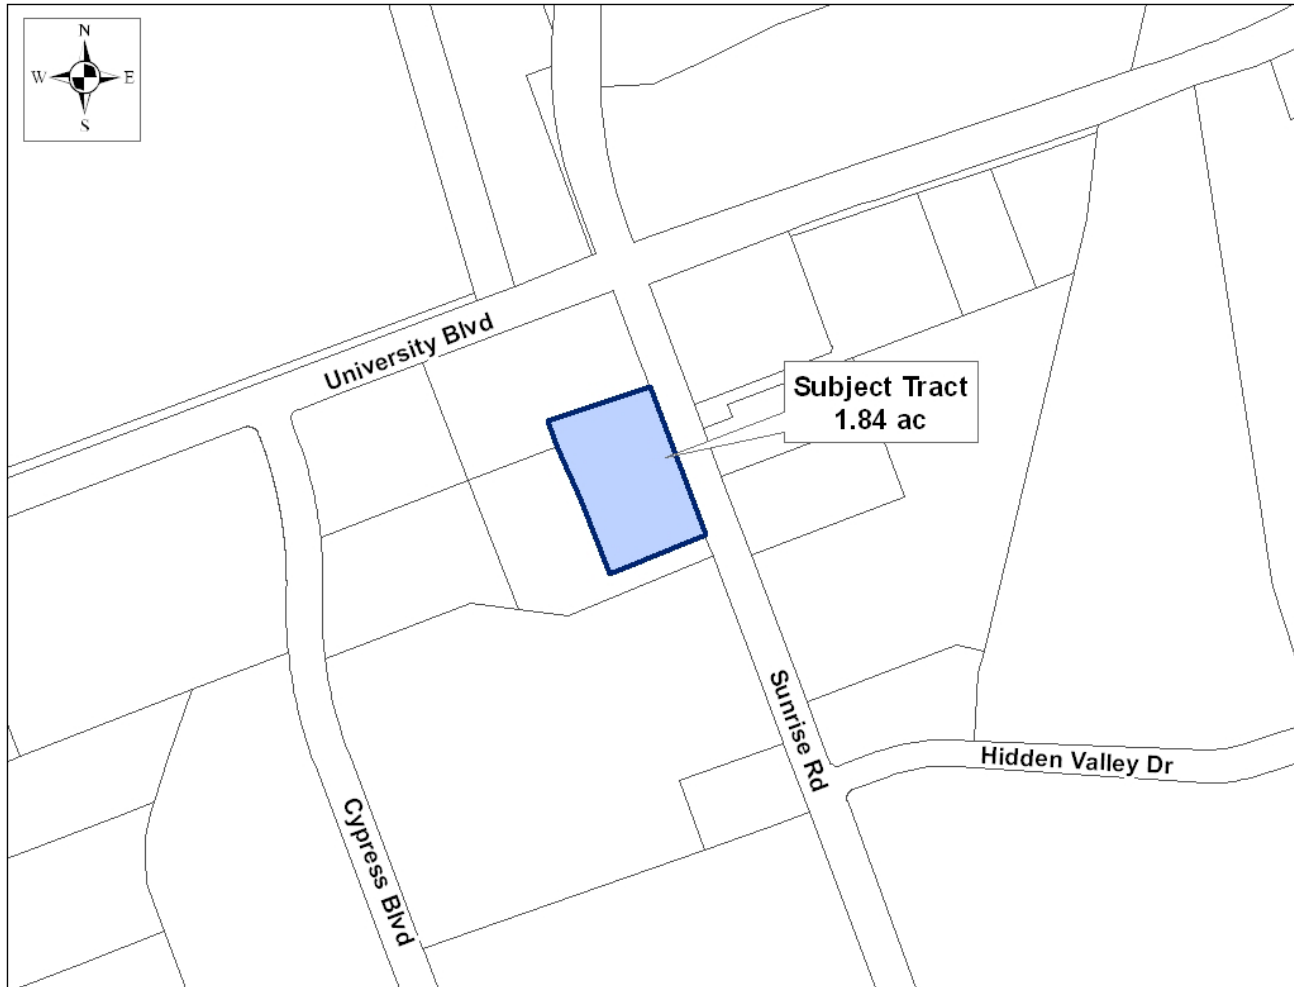 N
W E
S
University Blvd
Subject Tract
1.84 ac
Sunrise Rd
Hidden Valley Dr
Cypress Blvd